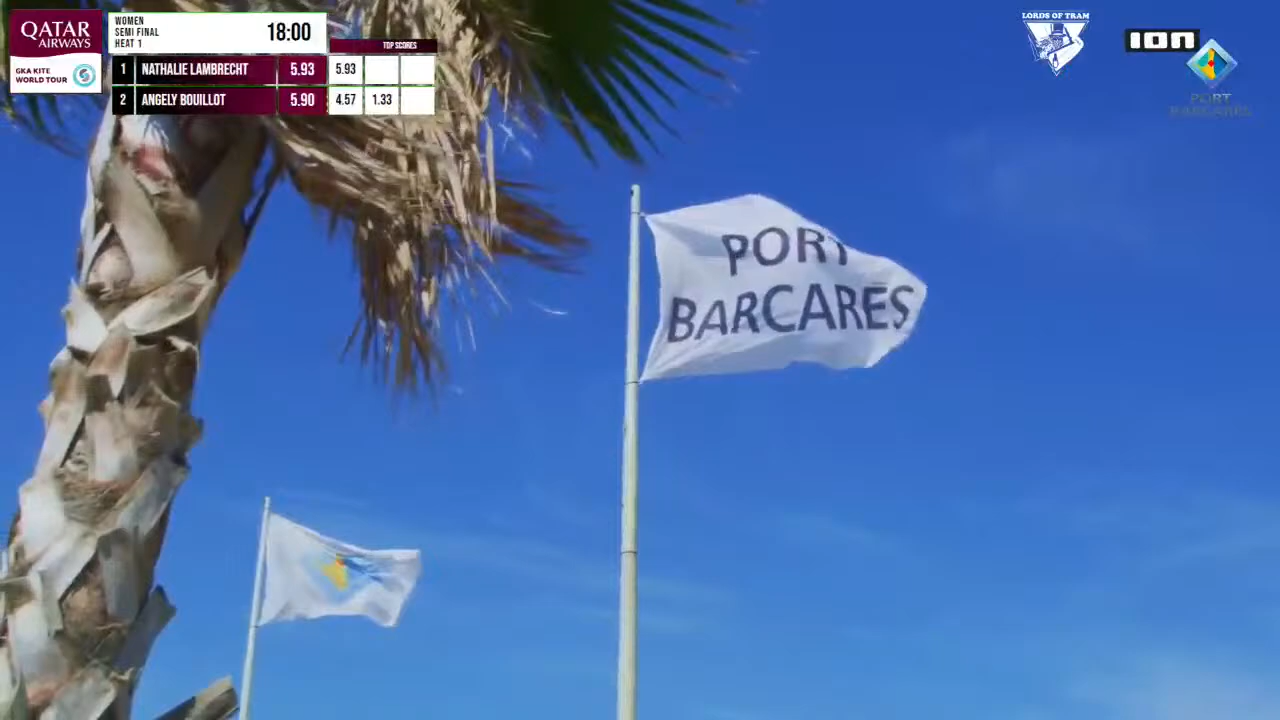 QATAR
AIRWAYS
GKA KITE
WORLD TOUR
WOMEN
SEMI FINAL
HEAT 1
18:00
TOP SCORES
1 NATHALIE LAMBRECHT 5.93 5.93
2 ANGELY BOUILLOT 5.90 4.57 1.33
LORDS OF TRAM
ION
PORT
BARCARES
PORT
BARCARÈS